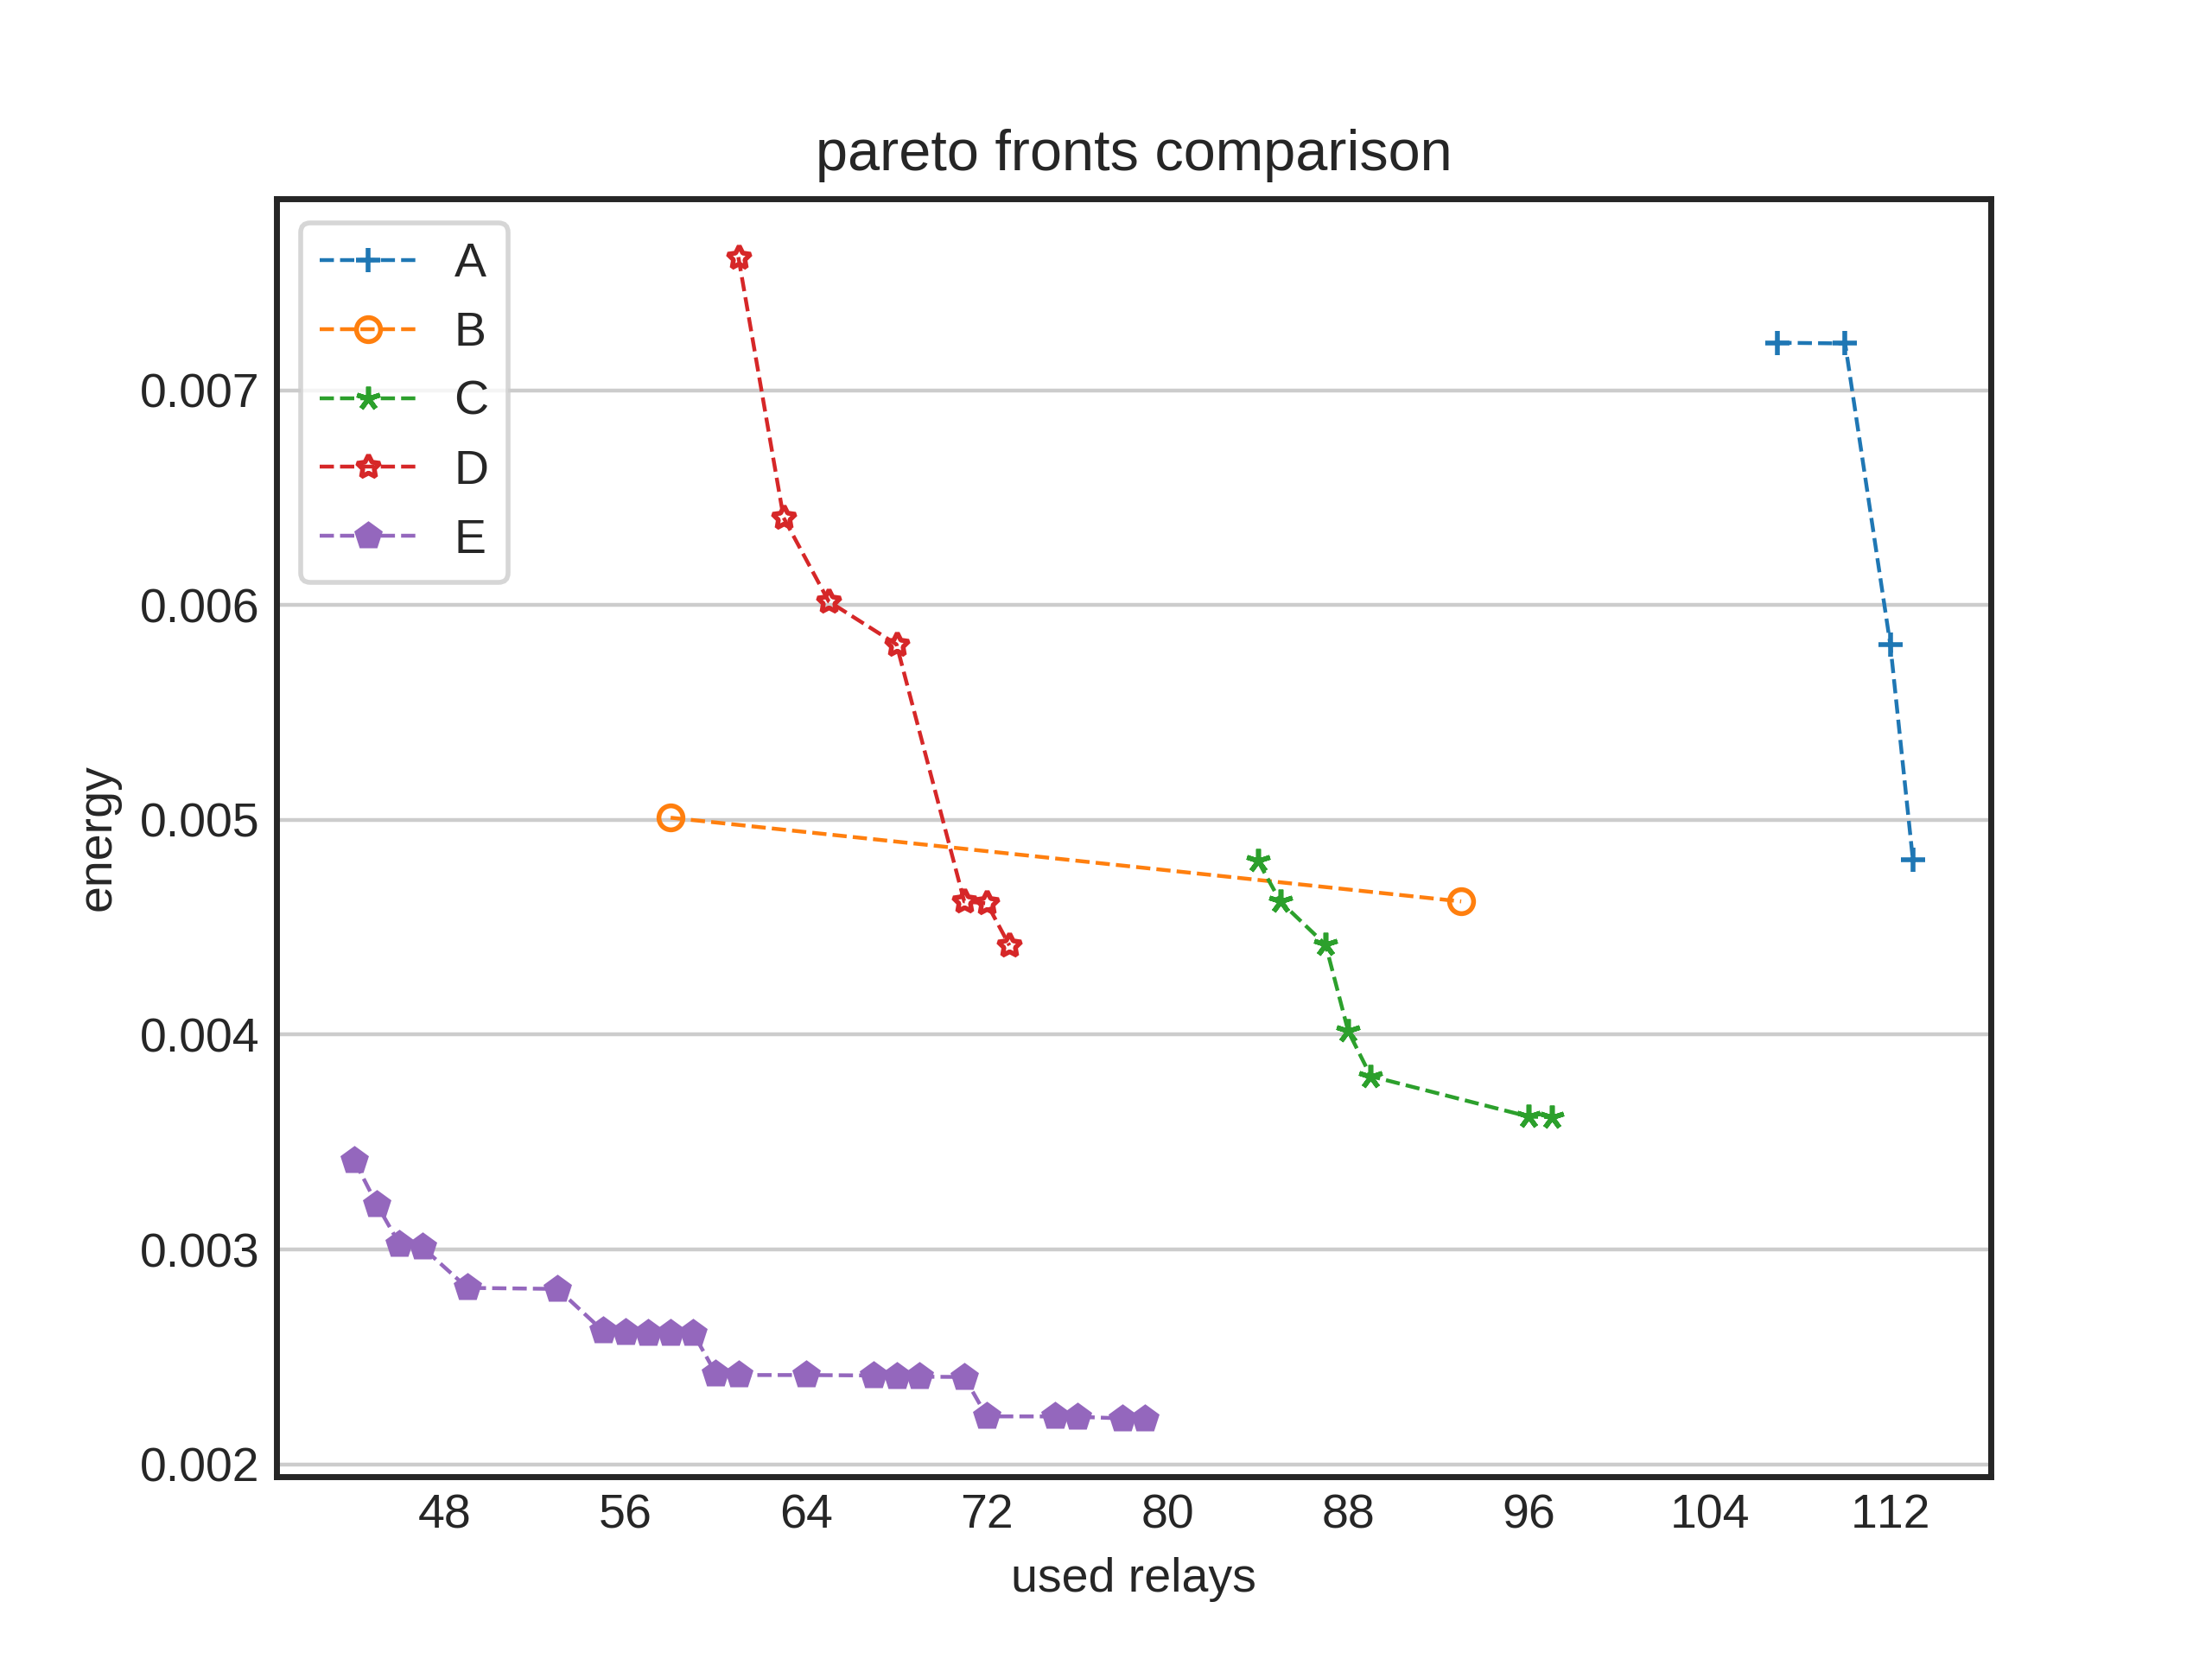 pareto fronts comparison
A
B
C
D
E
0.007
0.006
0.005
0.004
0.003
0.002
energy
48 56 64 72 80 88 96 104 112
used relays